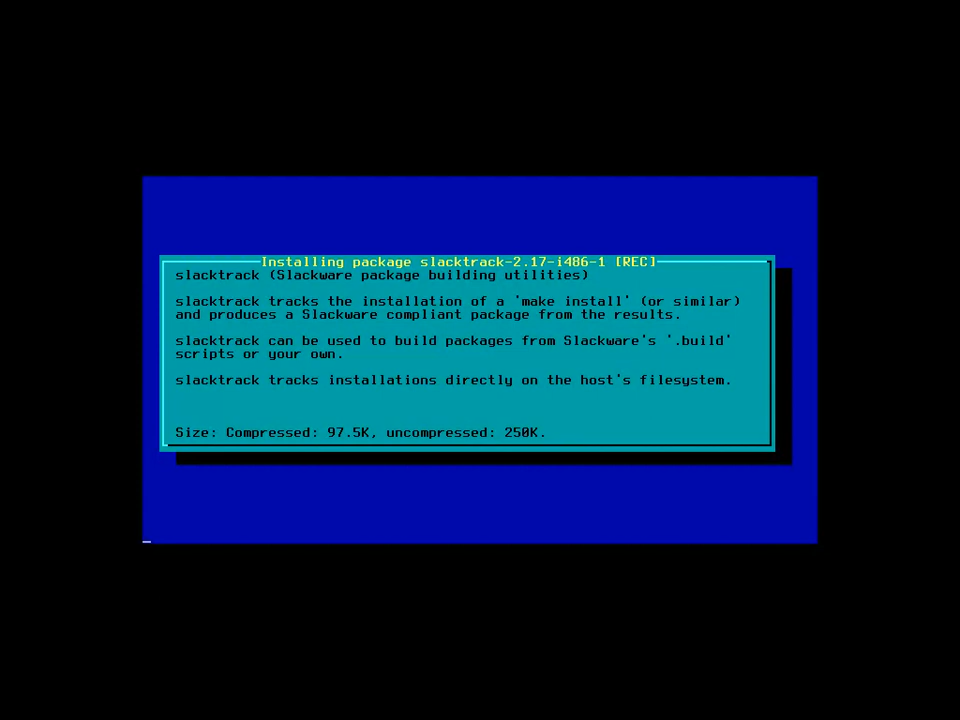 Installing package slacktrack-2.17-i486-1 [REC]
slacktrack (Slackware package building utilities)
slacktrack tracks the installation of a 'make install' (or similar)
and produces a Slackware compliant package from the results.
slacktrack can be used to build packages from Slackware's '.build'
scripts or your own.
slacktrack tracks installations directly on the host's filesystem.
Size: Compressed: 97.5K, uncompressed: 250K.